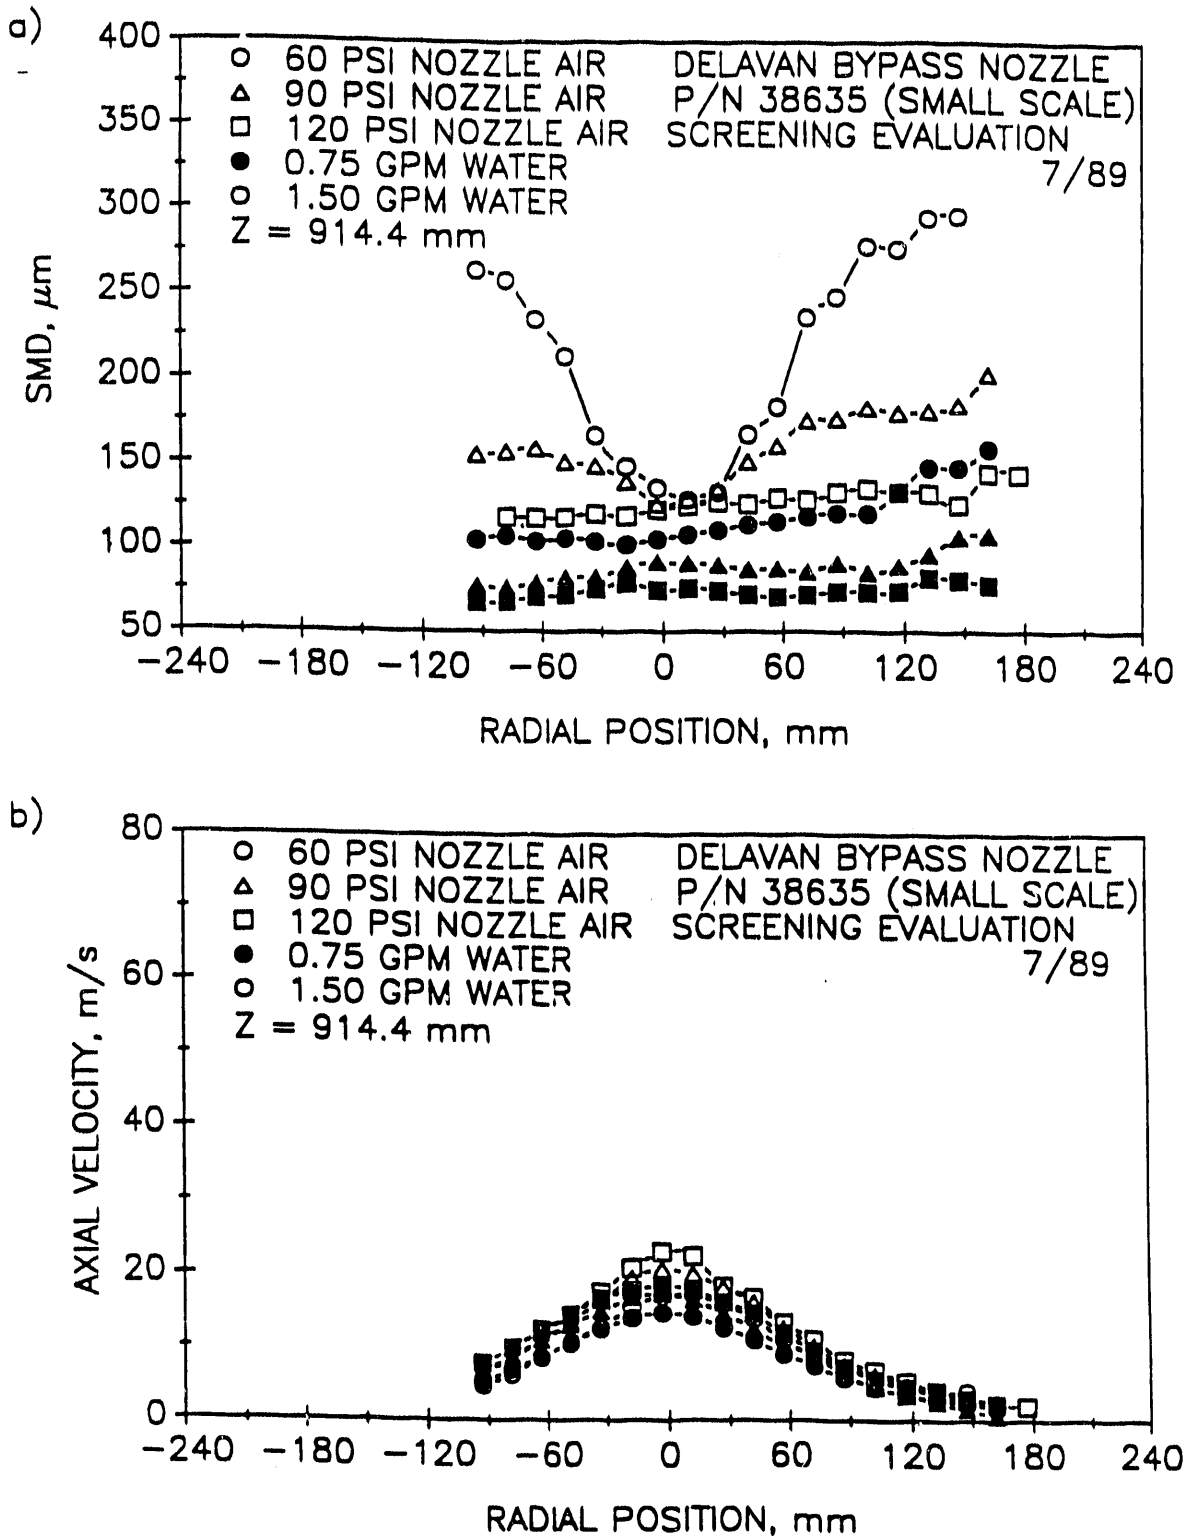 a)
400
350
300
250
200
150
100
50
SMD, μm
○ 60 PSI NOZZLE AIR
△ 90 PSI NOZZLE AIR
□ 120 PSI NOZZLE AIR
● 0.75 GPM WATER
○ 1.50 GPM WATER
Z = 914.4 mm
DELAVAN BYPASS NOZZLE
P/N 38635 (SMALL SCALE)
SCREENING EVALUATION
7/89
-240 -180 -120 -60 0 60 120 180 240
RADIAL POSITION, mm
b)
80
60
40
20
0
AXIAL VELOCITY, m/s
○ 60 PSI NOZZLE AIR
△ 90 PSI NOZZLE AIR
□ 120 PSI NOZZLE AIR
● 0.75 GPM WATER
○ 1.50 GPM WATER
Z = 914.4 mm
DELAVAN BYPASS NOZZLE
P/N 38635 (SMALL SCALE)
SCREENING EVALUATION
7/89
-240 -180 -120 -60 0 60 120 180 240
RADIAL POSITION, mm